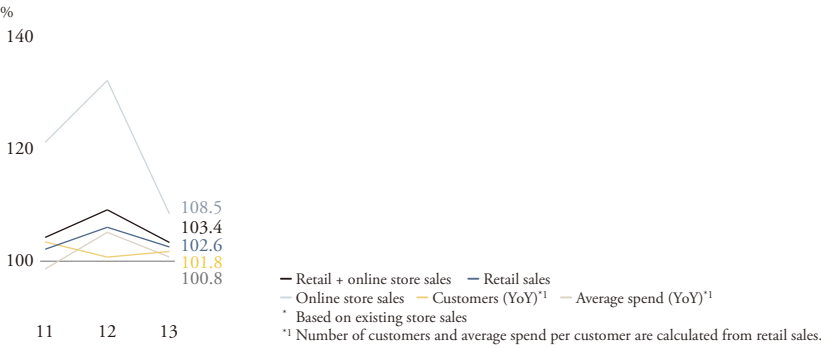 %
140
120
108.5
103.4
102.6
100
101.8
100.8
11 12 13
Retail + online store sales Retail sales
Online store sales Customers (YoY)*1 Average spend (YoY)*1
* Based on existing store sales
*1 Number of customers and average spend per customer are calculated from retail sales.